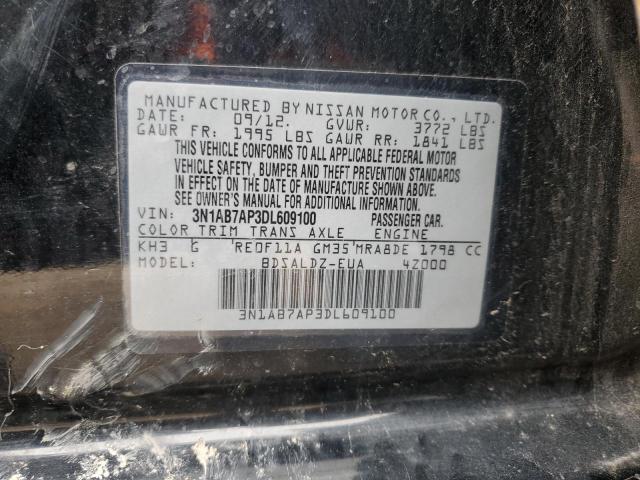 MANUFACTURED BY NISSAN MOTOR CO., LTD.
DATE: 09/12. GVWR: 3772 LBS
GAWR FR: 1995 LBS GAWR RR: 1841 LBS
THIS VEHICLE CONFORMS TO ALL APPLICABLE FEDERAL MOTOR
VEHICLE SAFETY, BUMPER AND THEFT PREVENTION STANDARDS
IN EFFECT ON THE DATE OF MANUFACTURE SHOWN ABOVE.
SEE OWNER'S MANUAL FOR ADDITIONAL INFORMATION.
VIN: 3N1AB7AP3DL609100 PASSENGER CAR.
COLOR TRIM TRANS AXLE ENGINE
KH3 G RE0F11A GM35 MRA8DE 1798 CC
BDSALDZ-EUA 4Z000
3N1AB7AP3DL609100